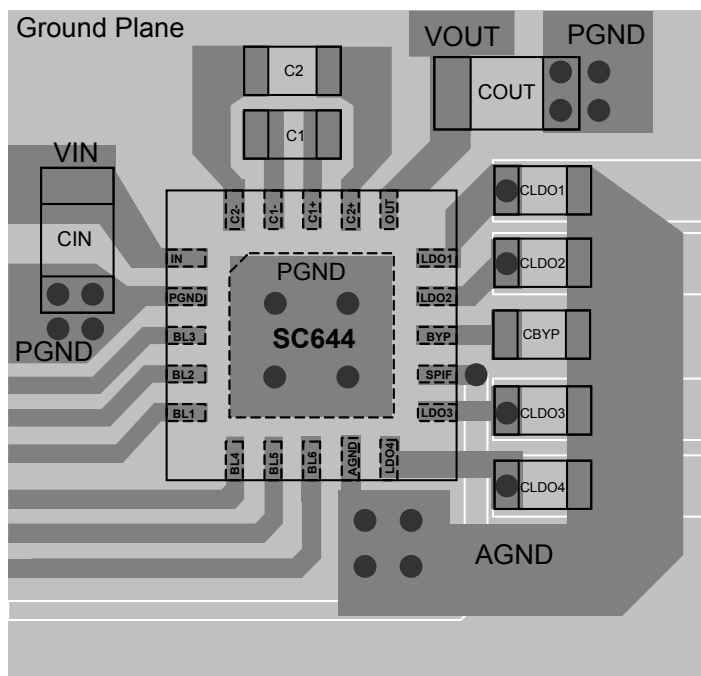 Ground Plane
VOUT
PGND
C2
COUT
C1
VIN
CLDO1
C2-
C1-
C1+
C2+
OUT
CIN
IN
LDO1
CLDO2
PGND
PGND
LDO2
SC644
BL3
BYP
CBYP
PGND
BL2
SPIF
BL1
LDO3
CLDO3
BL4
BL5
BL6
AGND
LDO4
CLDO4
AGND